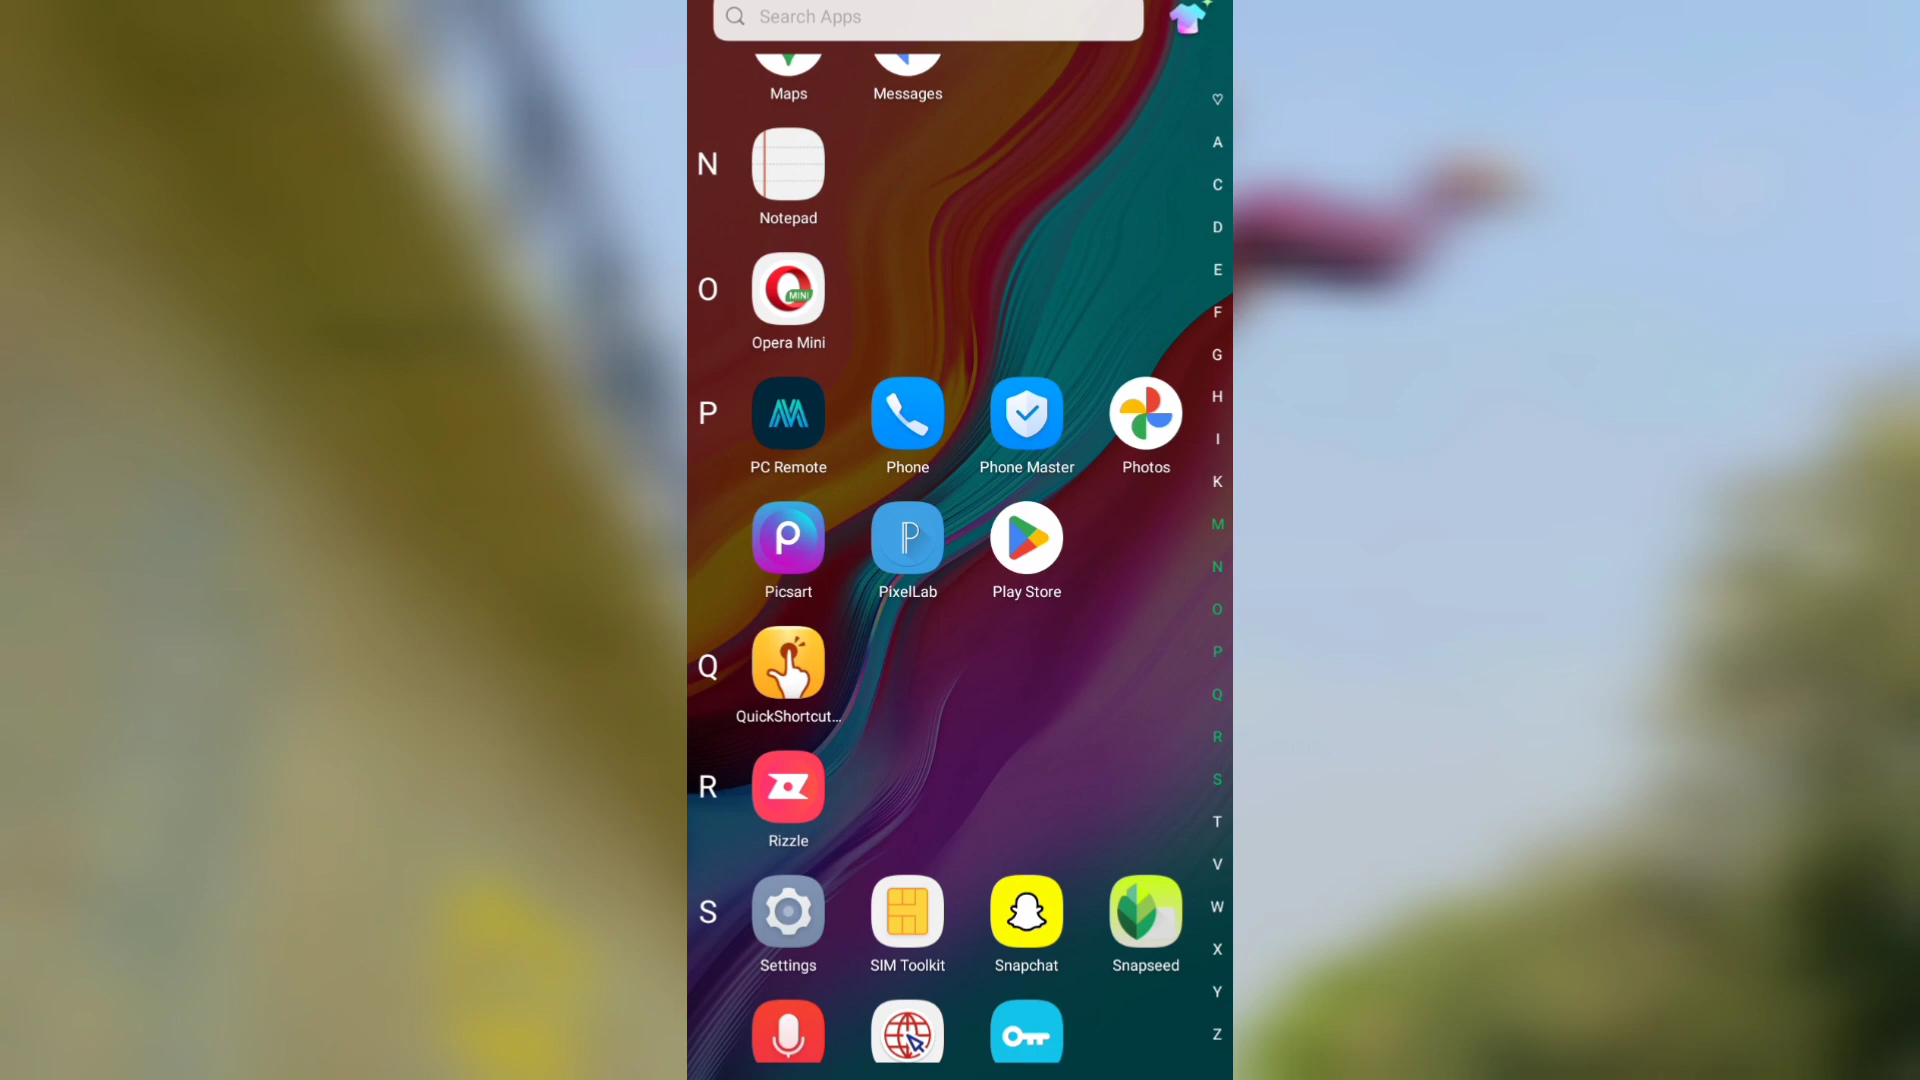 Search Apps
Maps Messages
N
Notepad
O
MINI
Opera Mini
P
PC Remote Phone Phone Master Photos
Picsart PixelLab Play Store
Q
QuickShortcut...
R
Rizzle
S
Settings SIM Toolkit Snapchat Snapseed
A
C
D
E
F
G
H
I
K
M
N
O
P
Q
R
S
T
V
W
X
Y
Z